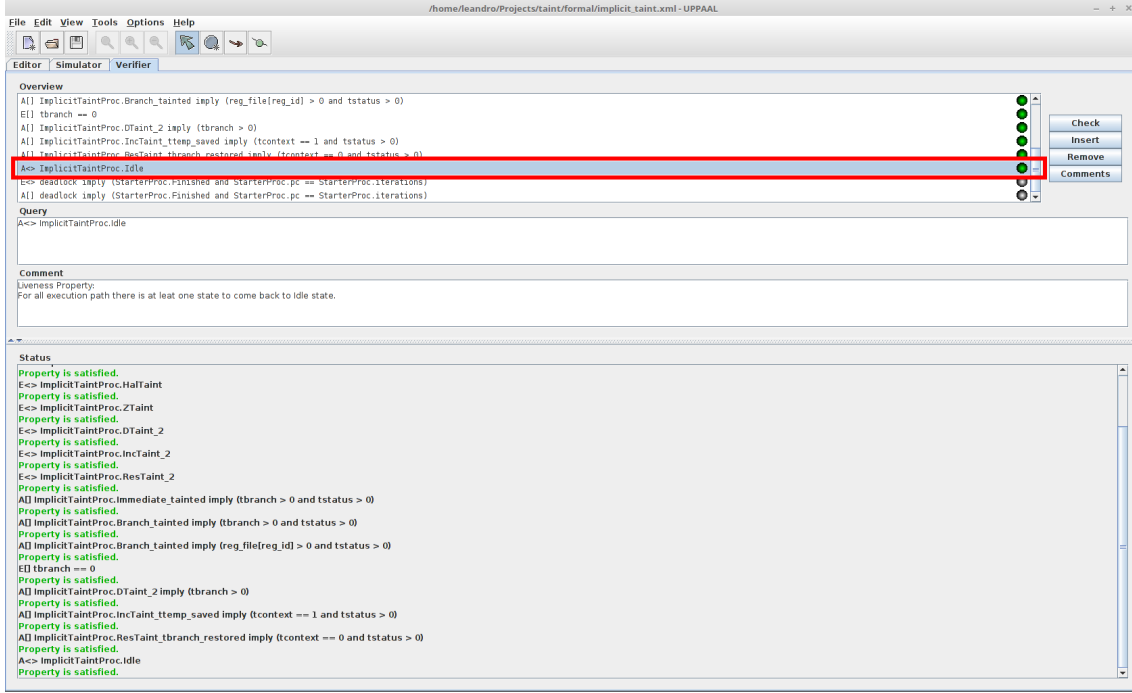 /home/leandro/Projects/taint/formal/implicit_taint.xml - UPPAAL
File Edit View Tools Options Help
Editor Simulator Verifier
Overview
A[] ImplicitTaintProc.Branch_tainted imply (reg_file[reg_id] > 0 and tstatus > 0)
E[] tbranch == 0
A[] ImplicitTaintProc.DTaint_2 imply (tbranch > 0)
A[] ImplicitTaintProc.IncTaint_ttemp_saved imply (tcontext == 1 and tstatus > 0)
A[] ImplicitTaintProc.ResTaint_tbranch_restored imply (tcontext == 0 and tstatus > 0)
A<> ImplicitTaintProc.Idle
E<> deadlock imply (StarterProc.Finished and StarterProc.pc == StarterProc.iterations)
A[] deadlock imply (StarterProc.Finished and StarterProc.pc == StarterProc.iterations)
Check
Insert
Remove
Comments
Query
A<> ImplicitTaintProc.Idle
Comment
Liveness Property:
For all execution path there is at leat one state to come back to Idle state.
Status
Property is satisfied.
E<> ImplicitTaintProc.HalTaint
Property is satisfied.
E<> ImplicitTaintProc.ZTaint
Property is satisfied.
E<> ImplicitTaintProc.DTaint_2
Property is satisfied.
E<> ImplicitTaintProc.IncTaint_2
Property is satisfied.
E<> ImplicitTaintProc.ResTaint_2
Property is satisfied.
A[] ImplicitTaintProc.Immediate_tainted imply (tbranch > 0 and tstatus > 0)
Property is satisfied.
A[] ImplicitTaintProc.Branch_tainted imply (tbranch > 0 and tstatus > 0)
Property is satisfied.
A[] ImplicitTaintProc.Branch_tainted imply (reg_file[reg_id] > 0 and tstatus > 0)
Property is satisfied.
E[] tbranch == 0
Property is satisfied.
A[] ImplicitTaintProc.DTaint_2 imply (tbranch > 0)
Property is satisfied.
A[] ImplicitTaintProc.IncTaint_ttemp_saved imply (tcontext == 1 and tstatus > 0)
Property is satisfied.
A[] ImplicitTaintProc.ResTaint_tbranch_restored imply (tcontext == 0 and tstatus > 0)
Property is satisfied.
A<> ImplicitTaintProc.Idle
Property is satisfied.